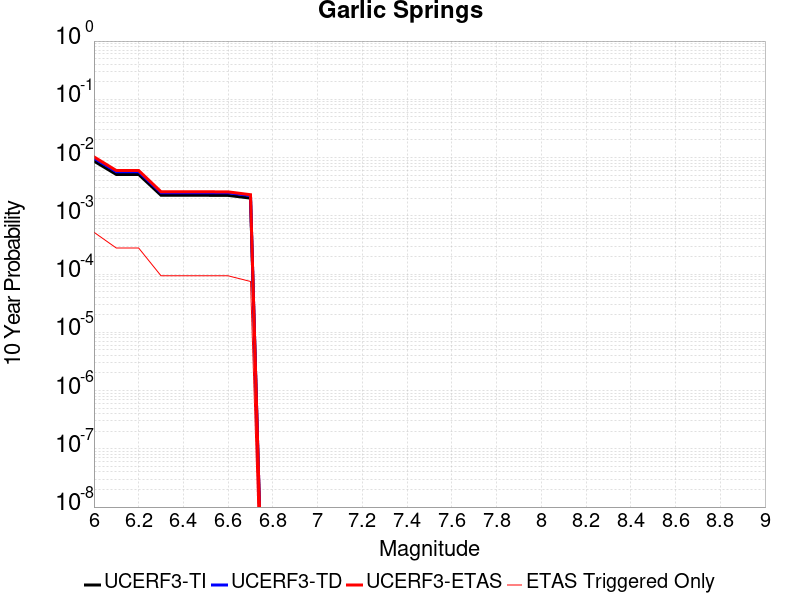 Garlic Springs
10^0
10^-1
10^-2
10^-3
10^-4
10^-5
10^-6
10^-7
10^-8
10 Year Probability
6 6.2 6.4 6.6 6.8 7 7.2 7.4 7.6 7.8 8 8.2 8.4 8.6 8.8 9
Magnitude
UCERF3-TI UCERF3-TD UCERF3-ETAS ETAS Triggered Only